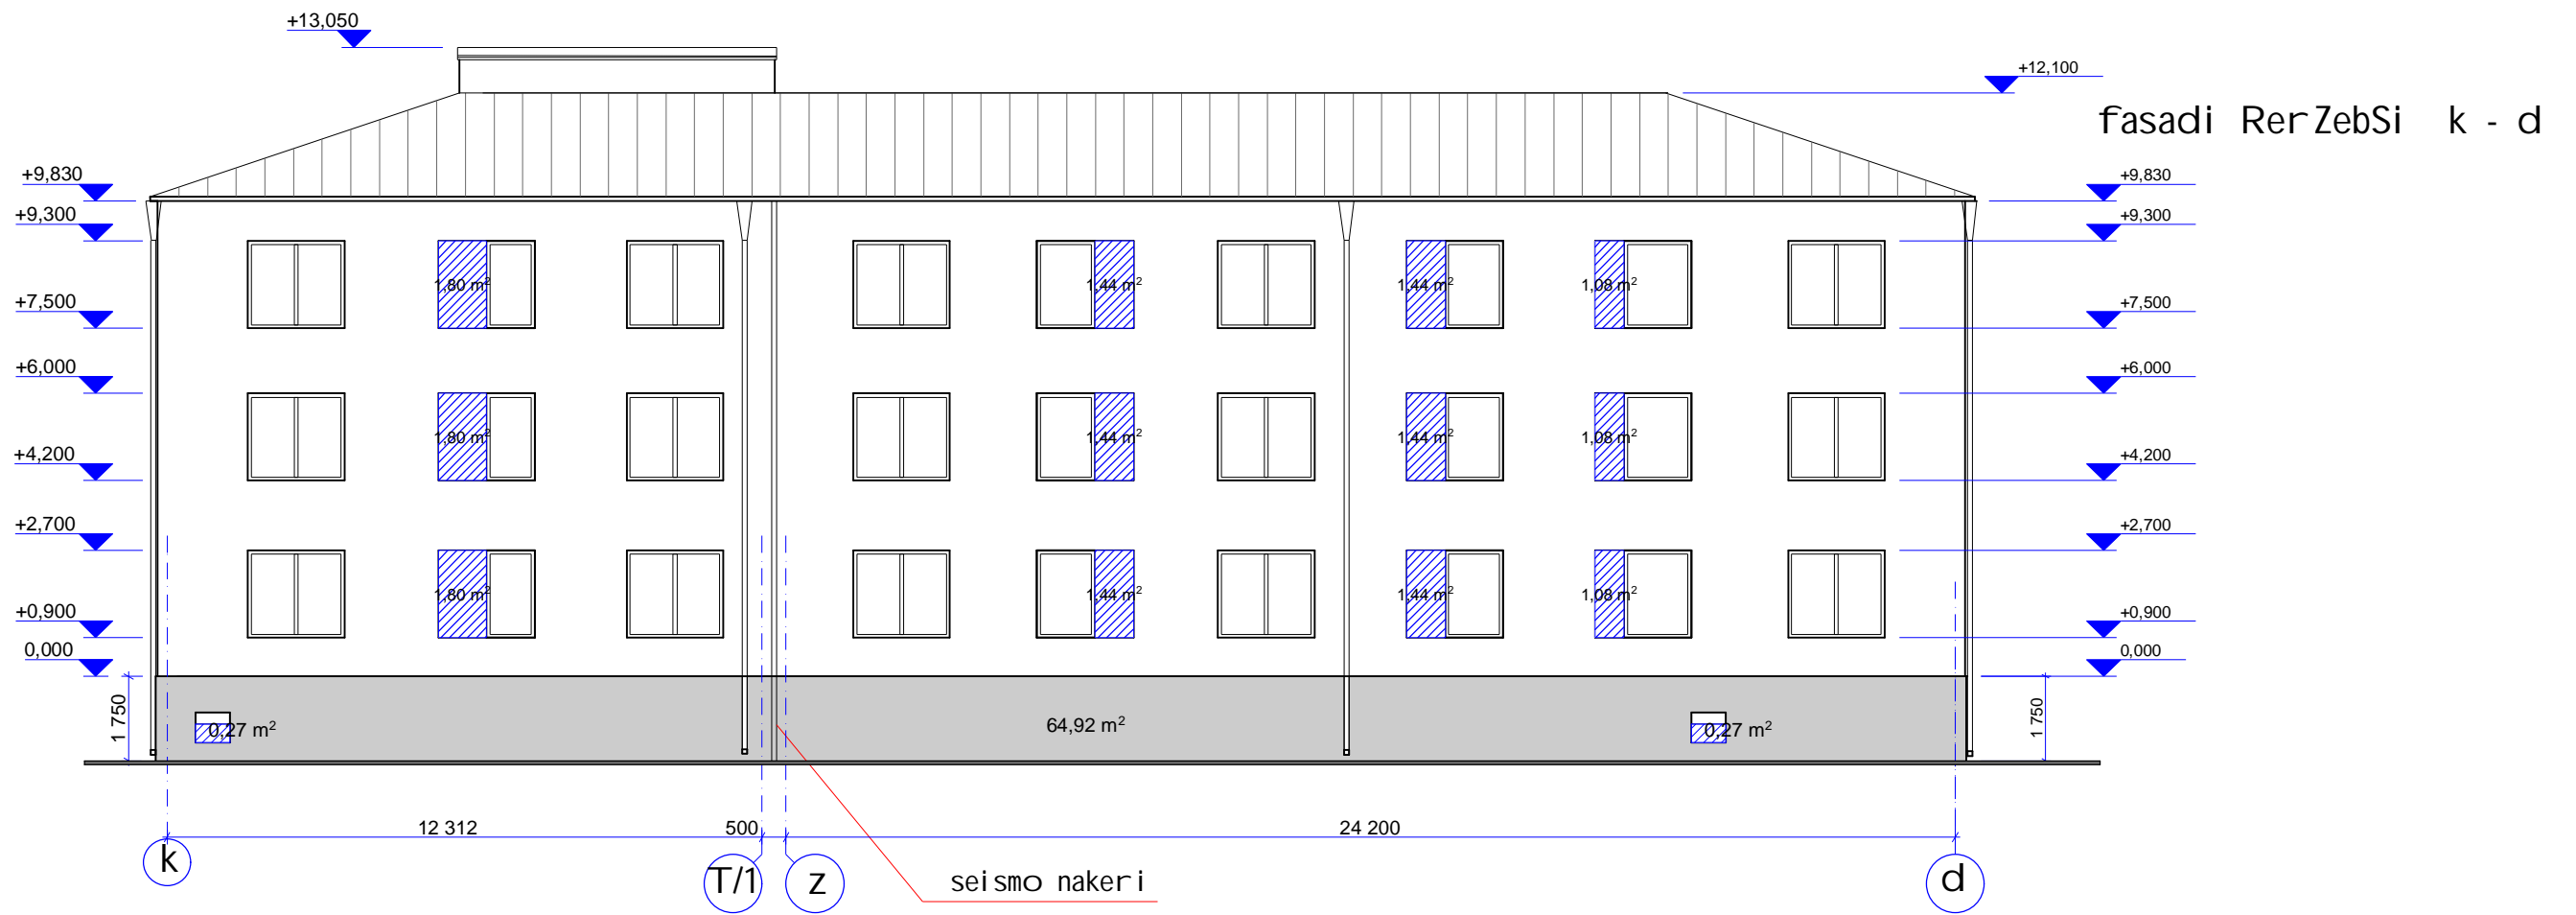 +13,050
+12,100
fasadi RerZebSi k - d
+9,830
+9,830
+9,300
+9,300
1,80 m²
1,44 m²
1,44 m²
1,08 m²
+7,500
+7,500
+6,000
+6,000
1,80 m²
1,44 m²
1,44 m²
1,08 m²
+4,200
+4,200
+2,700
+2,700
1,80 m²
1,44 m²
1,44 m²
1,08 m²
+0,900
+0,900
0,000
0,000
1 750
0,27 m²
64,92 m²
0,27 m²
1 750
12 312
500
24 200
k
T/1
z
seismo nakeri
d